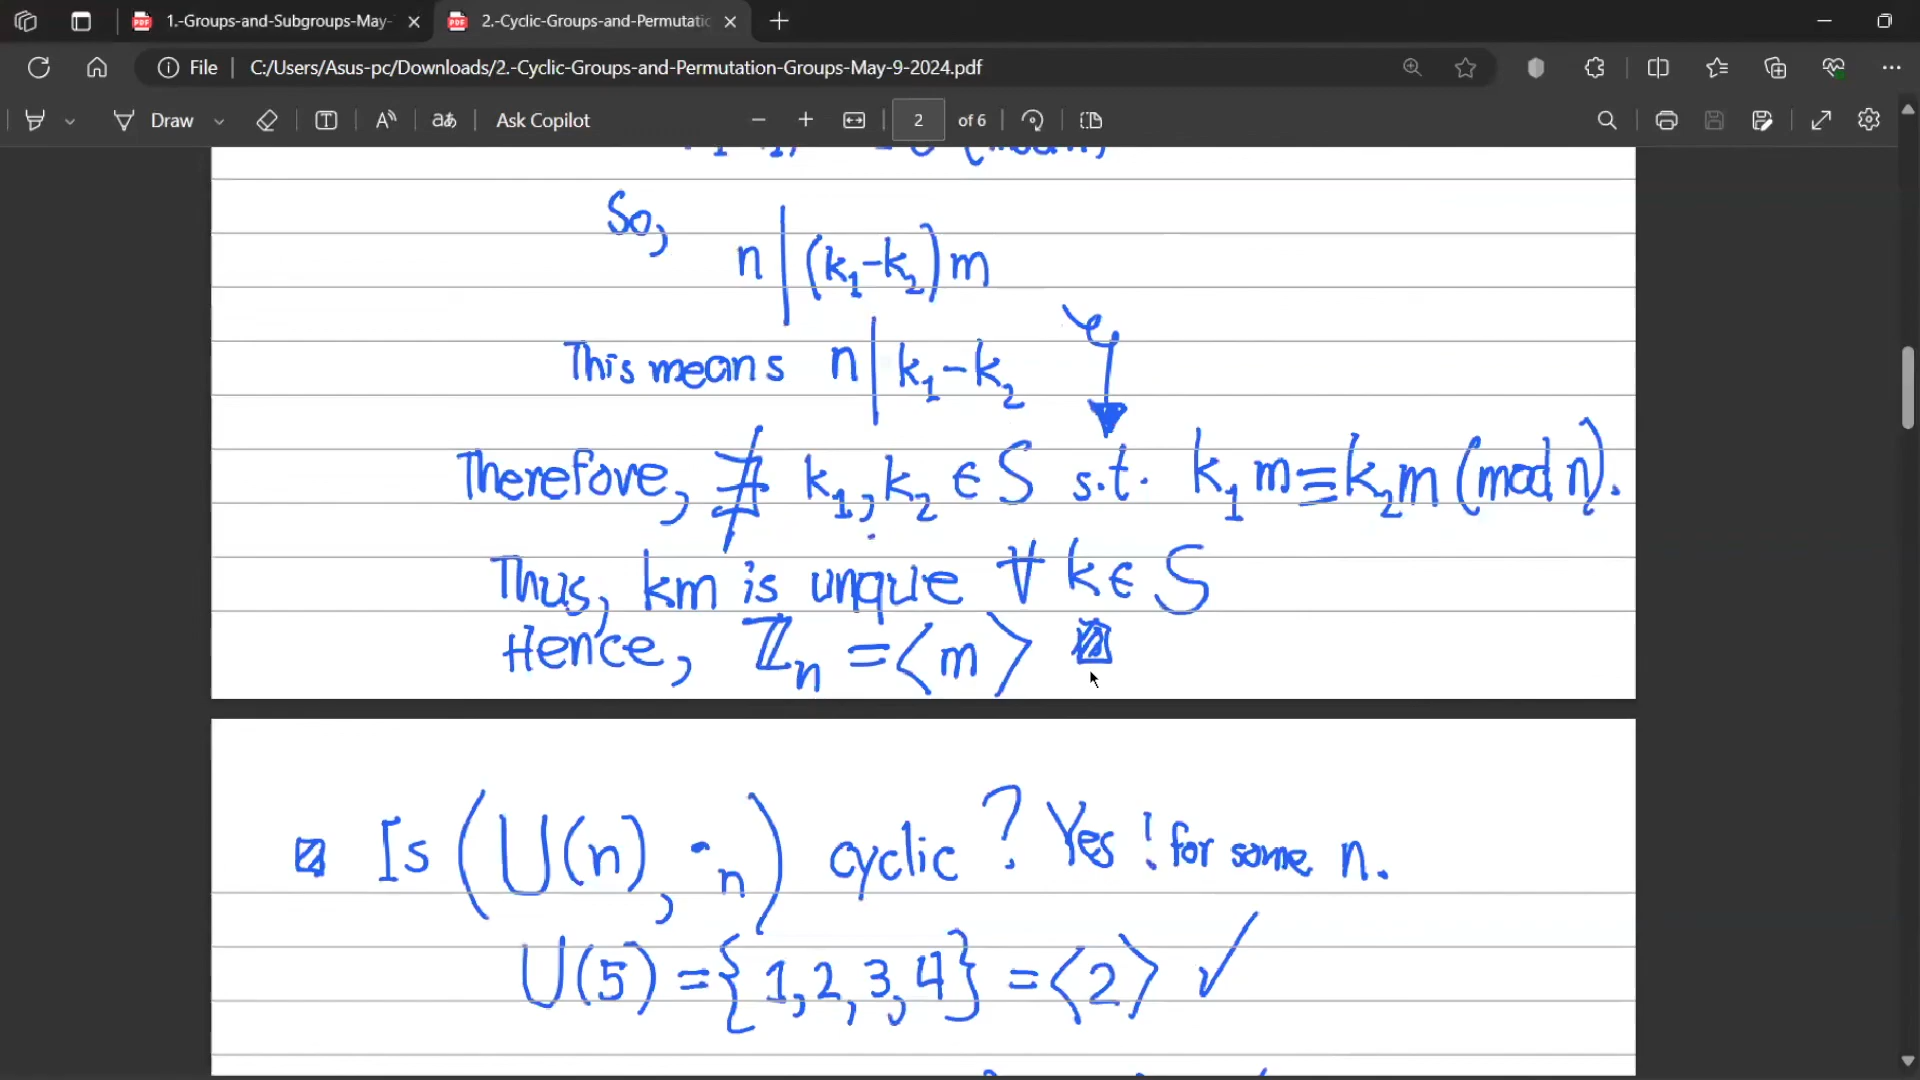 1.-Groups-and-Subgroups-May- 2.-Cyclic-Groups-and-Permutatic
File C:/Users/Asus-pc/Downloads/2.-Cyclic-Groups-and-Permutation-Groups-May-9-2024.pdf
Draw aあ Ask Copilot 2 of 6
So,
n | (k₁-k₂)m
This means n | k₁-k₂
Therefore, ∄ k₁, k₂ ∈ S s.t. k₁m≡k₂m (mod n).
Thus, km is unque ∀ k∈ S
Hence, ℤₙ = ⟨m⟩
Is (U(n), ·ₙ) cyclic? Yes! for some n.
U(5) = {1,2,3,4} = ⟨2⟩ ✓